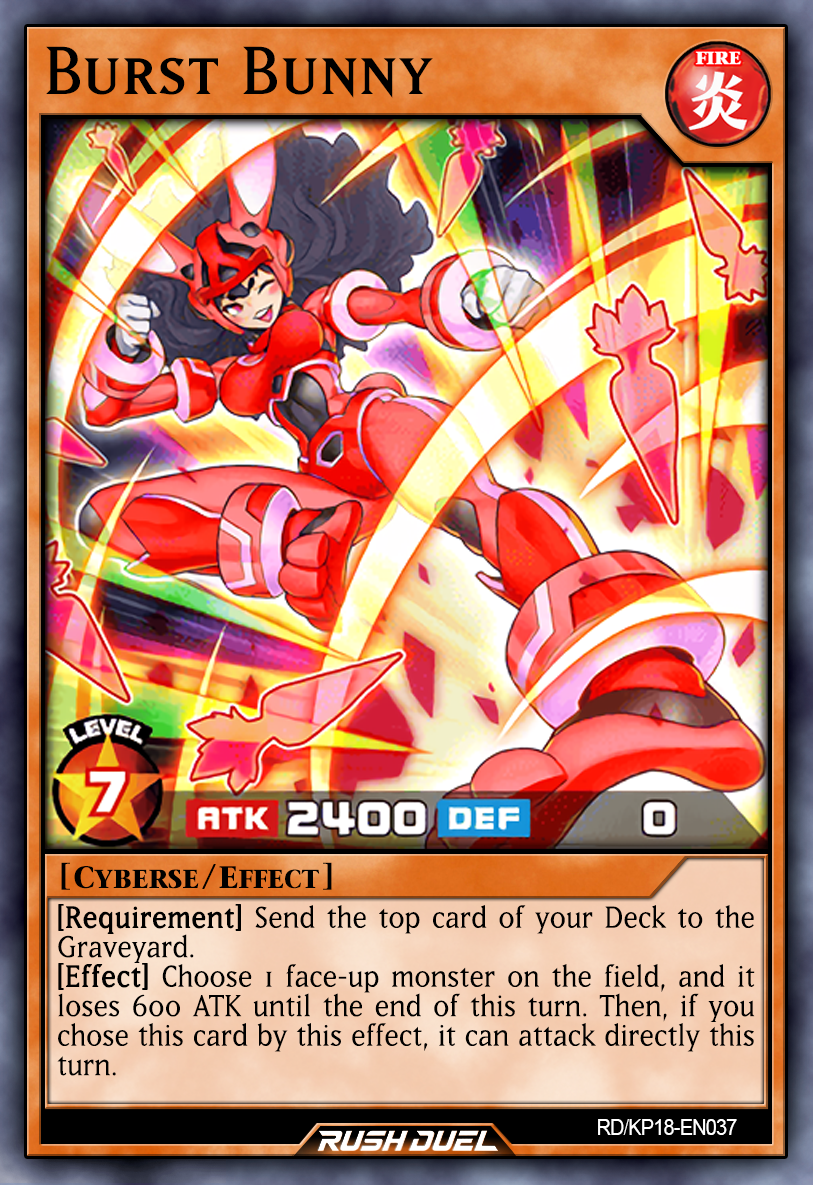 Burst Bunny
FIRE
炎
LEVEL
7
ATK 2400 DEF 0
[Cyberse/Effect]
[Requirement] Send the top card of your Deck to the
Graveyard.
[Effect] Choose 1 face-up monster on the field, and it
loses 600 ATK until the end of this turn. Then, if you
chose this card by this effect, it can attack directly this
turn.
RD/KP18-EN037
RUSH DUEL